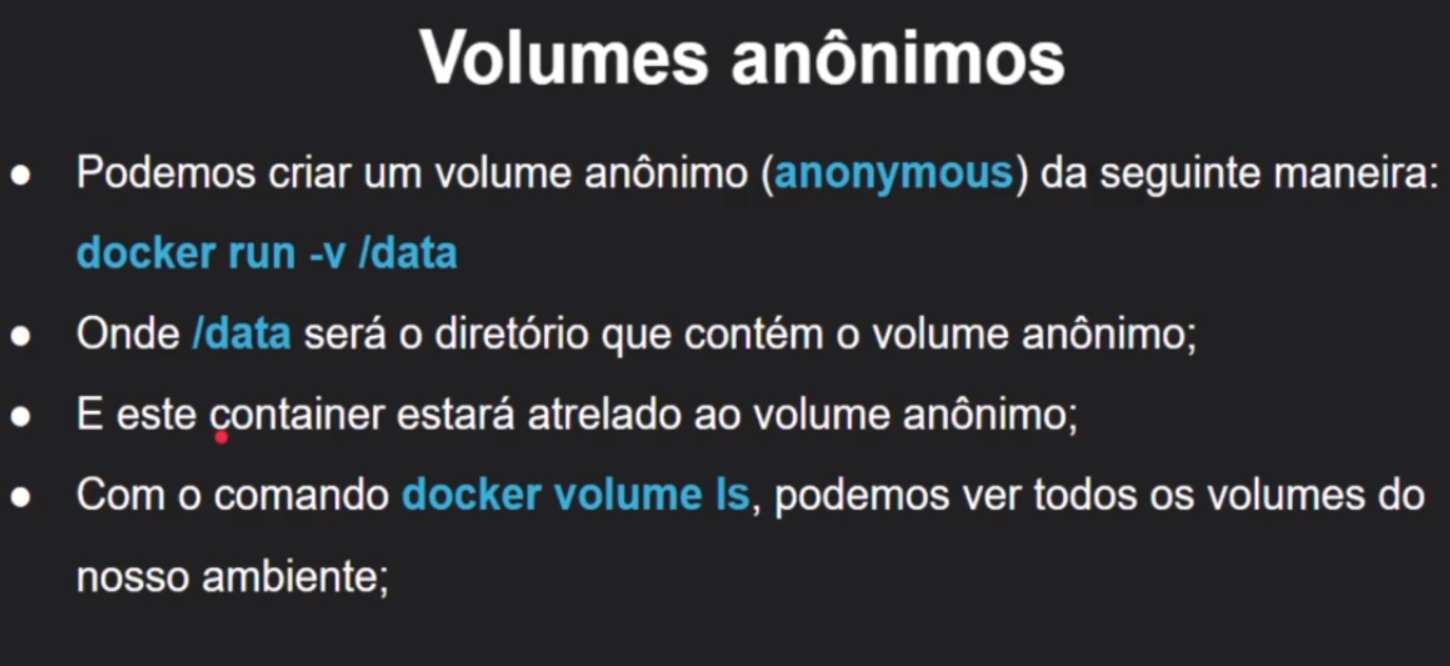 Volumes anônimos
● Podemos criar um volume anônimo (anonymous) da seguinte maneira:
docker run -v /data
● Onde /data será o diretório que contém o volume anônimo;
● E este container estará atrelado ao volume anônimo;
● Com o comando docker volume ls, podemos ver todos os volumes do
nosso ambiente;